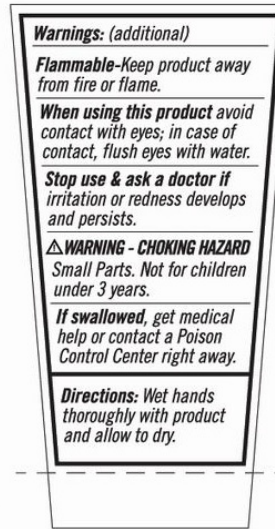 Warnings: (additional)
Flammable-Keep product away
from fire or flame.
When using this product avoid
contact with eyes; in case of
contact, flush eyes with water.
Stop use & ask a doctor if
irritation or redness develops
and persists.
⚠WARNING - CHOKING HAZARD
Small Parts. Not for children
under 3 years.
If swallowed, get medical
help or contact a Poison
Control Center right away.
Directions: Wet hands
thoroughly with product
and allow to dry.